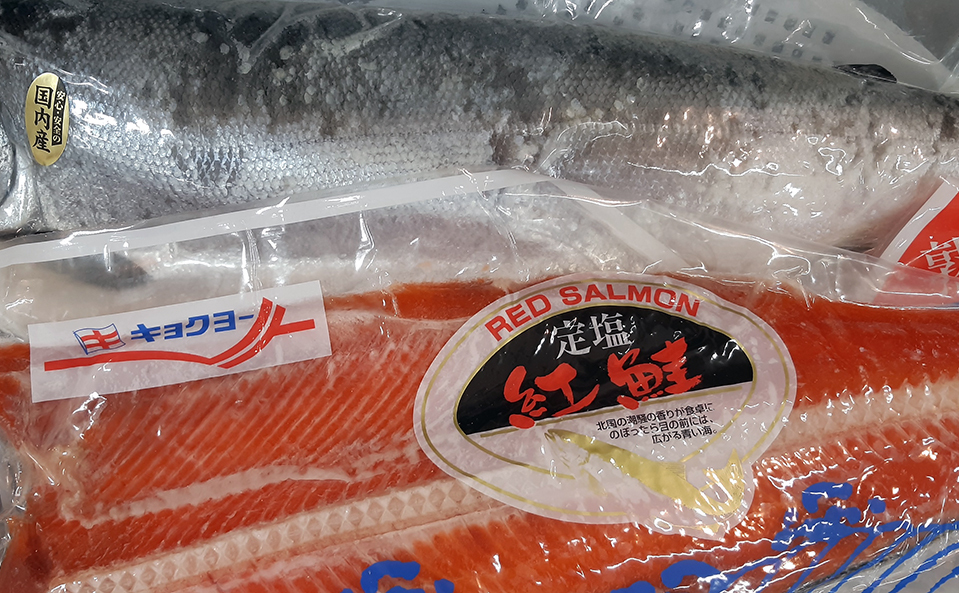 安心・安全の
国内産
キョクヨー
RED SALMON
定塩
紅鮭
北国の潮騒の香りが食卓に
のぼったら目の前には、
広がる青い海。